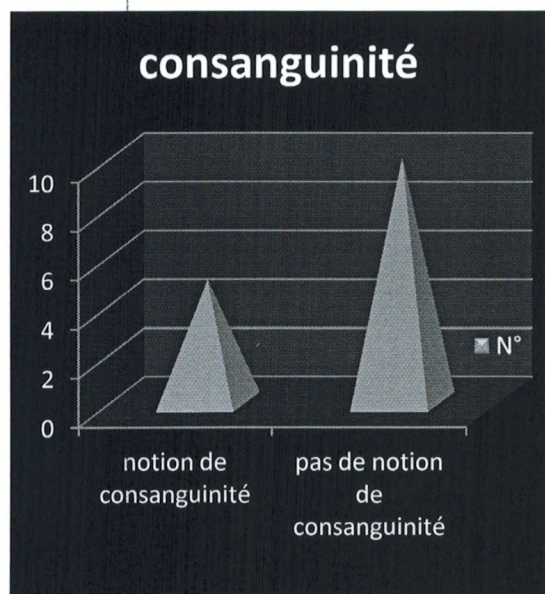 consanguinité
10
8
6
4
2
0
N°
notion de
consanguinité
pas de notion
de
consanguinité